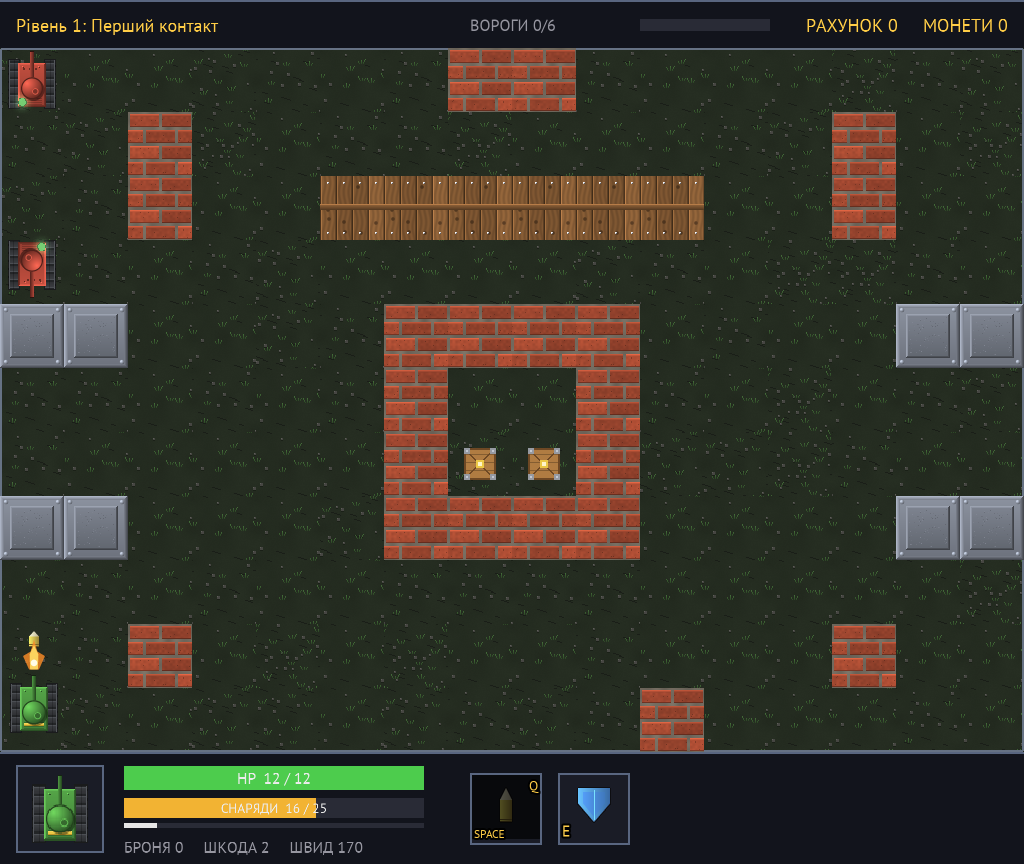 Рівень 1: Перший контакт
ВОРОГИ 0/6
РАХУНОК 0
МОНЕТИ 0
HP 12 / 12
СНАРЯДИ 16 / 25
БРОНЯ 0 ШКОДА 2 ШВИД 170
Q
SPACE
E